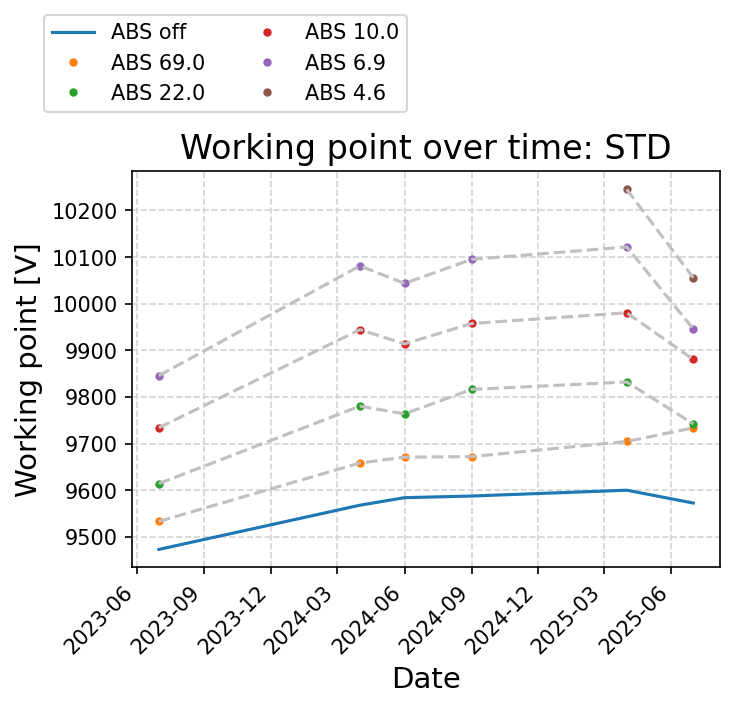 ABS off
ABS 69.0
ABS 22.0
ABS 10.0
ABS 6.9
ABS 4.6
Working point over time: STD
10200
10100
10000
9900
9800
9700
9600
9500
Working point [V]
2023-06
2023-09
2023-12
2024-03
2024-06
2024-09
2024-12
2025-03
2025-06
Date